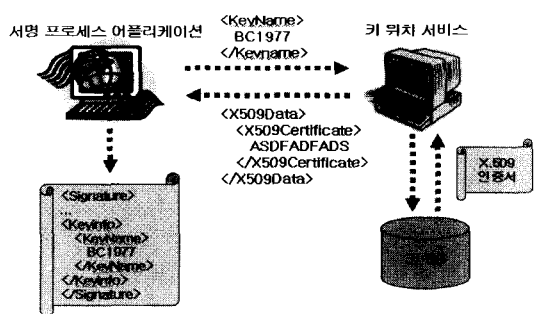 서명 프로세스 어플리케이션
<KeyName>
BC1977
</Keyname>
키 위차 서비스
<X509Data>
<X509Certificate>
ASDFADFADS
</X509Certificate>
</X509Data>
X.509
인증서
<Signature>
...
<KeyInfo>
<KeyName>
BC1977
</KeyName>
</KeyInfo>
</Signature>